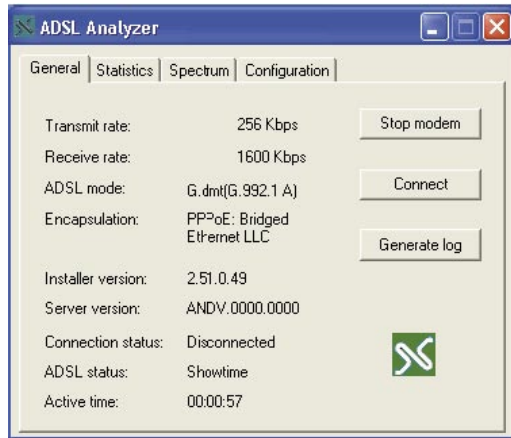 ADSL Analyzer
General Statistics Spectrum Configuration
Transmit rate: 256 Kbps Stop modem
Receive rate: 1600 Kbps
ADSL mode: G.dmt(G.992.1 A) Connect
Encapsulation: PPPoE: Bridged
Ethernet LLC
Generate log
Installer version: 2.51.0.49
Server version: ANDV.0000.0000
Connection status: Disconnected
ADSL status: Showtime
Active time: 00:00:57